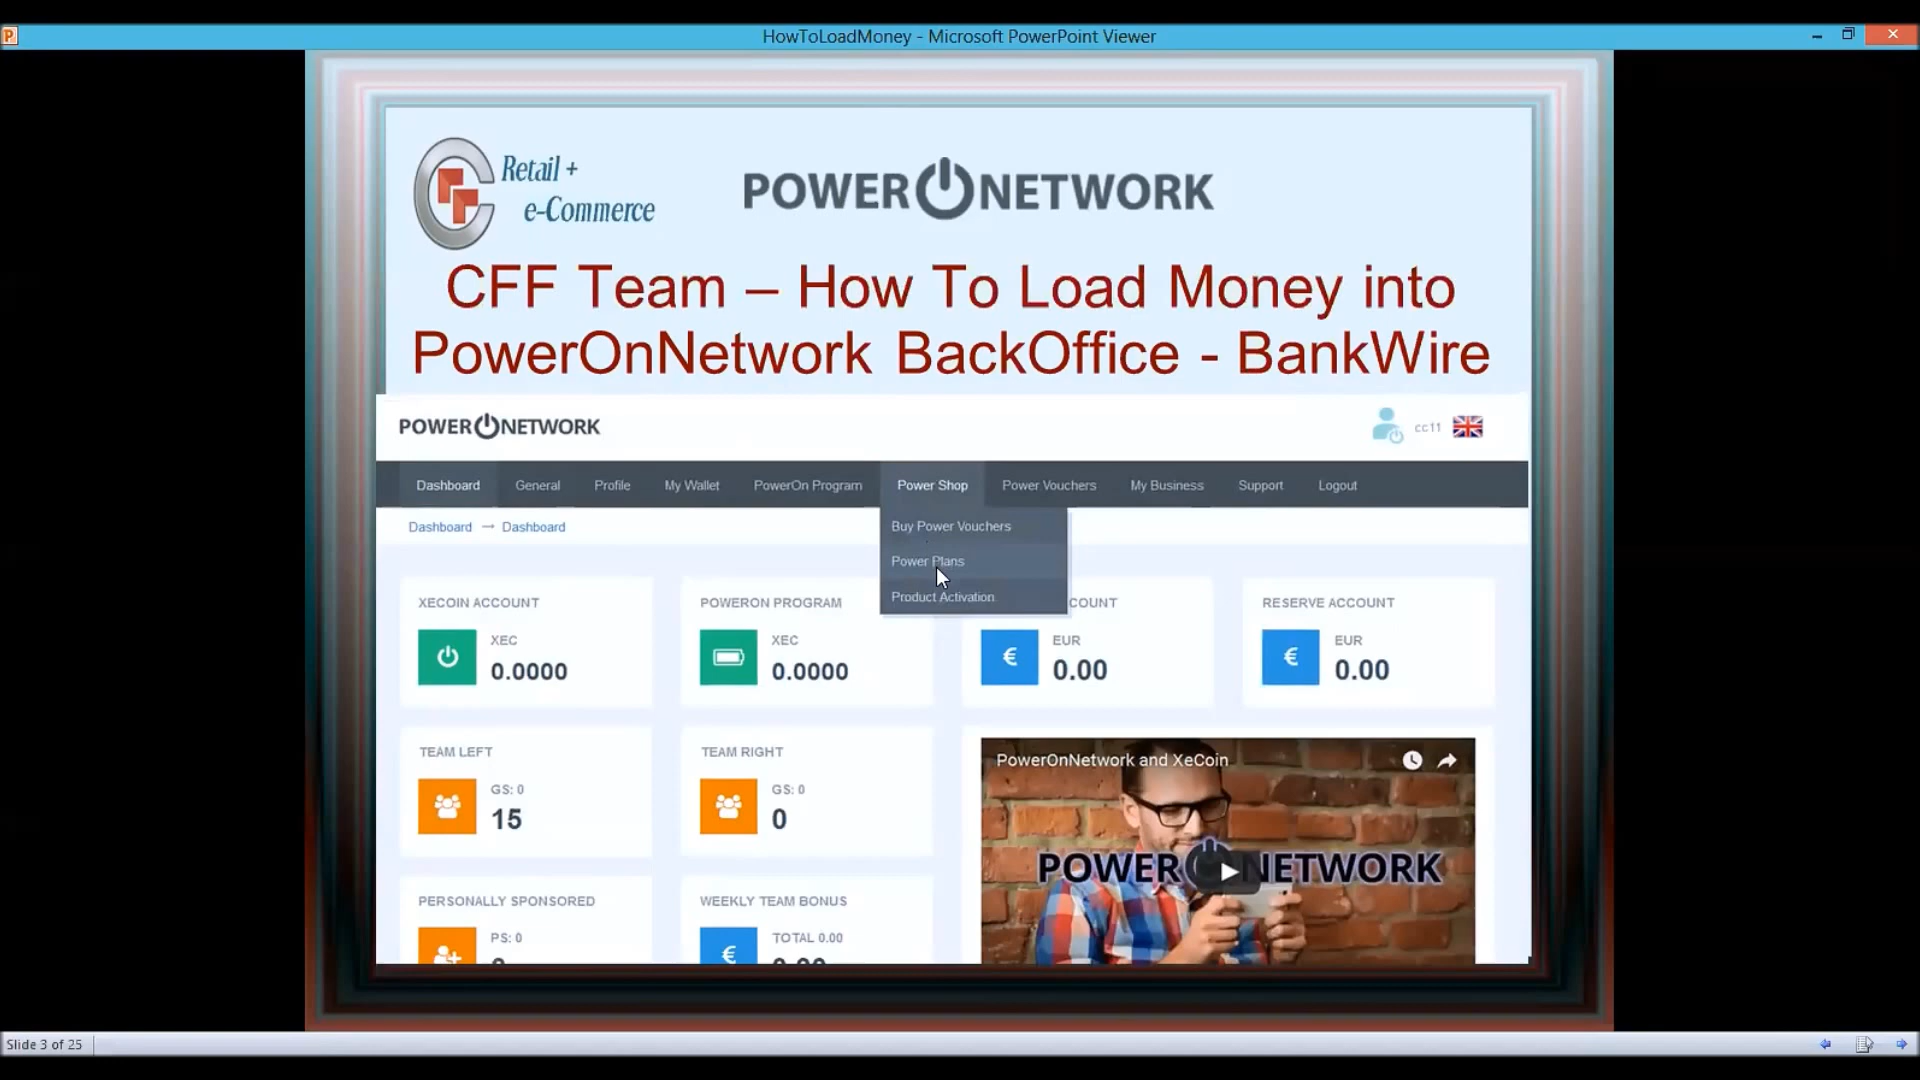 HowToLoadMoney - Microsoft PowerPoint Viewer
Retail +
e-Commerce
POWER NETWORK
CFF Team – How To Load Money into
PowerOnNetwork BackOffice - BankWire
POWER NETWORK
cc11
Dashboard General Profile My Wallet PowerOn Program Power Shop Power Vouchers My Business Support Logout
Dashboard → Dashboard
Buy Power Vouchers
Power Plans
Product Activation
XECOIN ACCOUNT
XEC
0.0000
POWERON PROGRAM
XEC
0.0000
COUNT
€
EUR
0.00
RESERVE ACCOUNT
€
EUR
0.00
TEAM LEFT
GS: 0
15
TEAM RIGHT
GS: 0
0
PowerOnNetwork and XeCoin
POWER NETWORK
PERSONALLY SPONSORED
PS: 0
WEEKLY TEAM BONUS
€
TOTAL 0.00
Slide 3 of 25